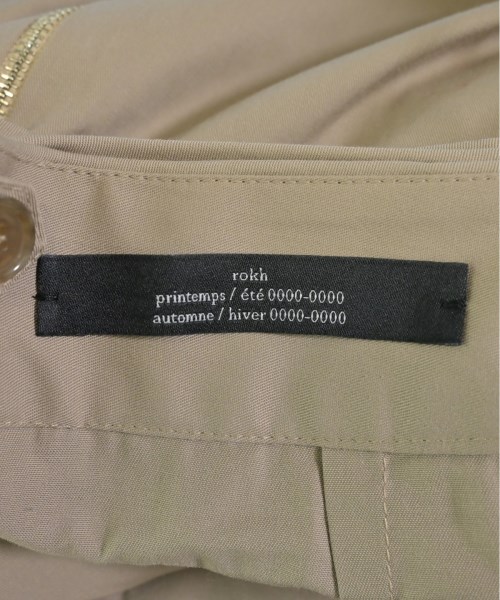 rokh
printemps / été 0000-0000
automne / hiver 0000-0000